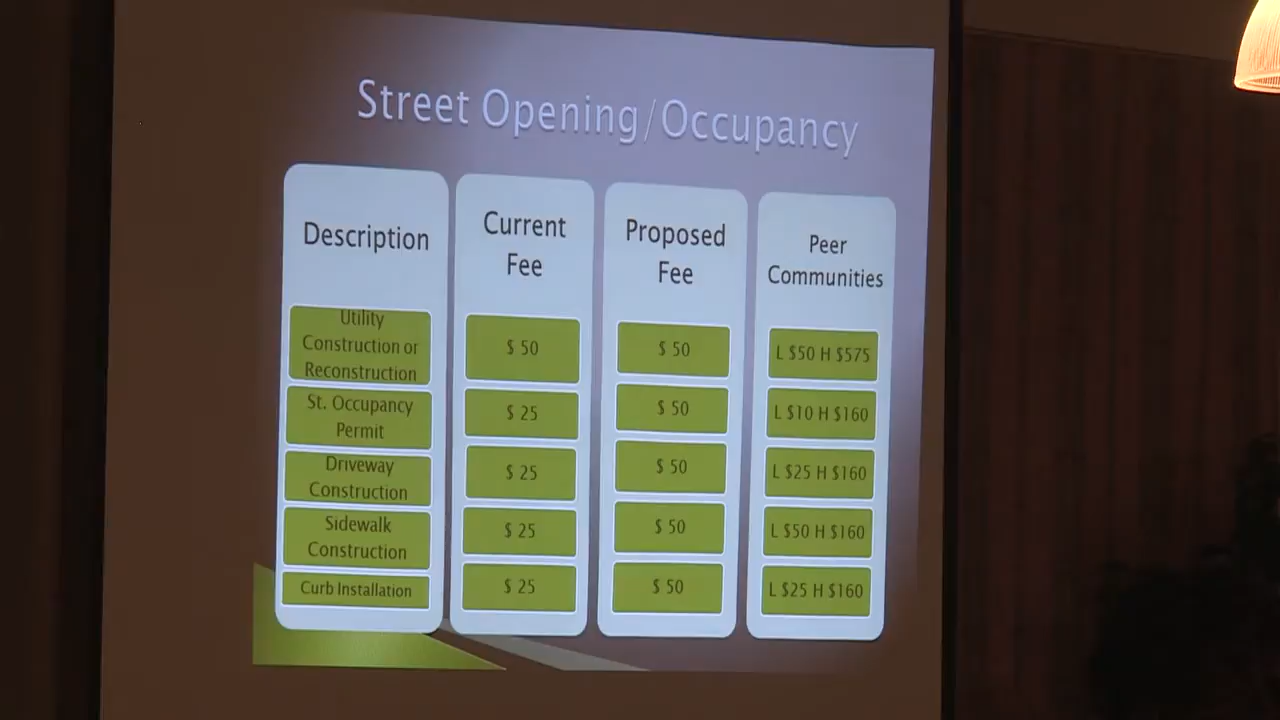 Street Opening/Occupancy
Description
Current
Fee
Proposed
Fee
Peer
Communities
Utility
Construction or
Reconstruction
$ 50
$ 50
L $50 H $575
St. Occupancy
Permit
$ 25
$ 50
L $10 H $160
Driveway
Construction
$ 25
$ 50
L $25 H $160
Sidewalk
Construction
$ 25
$ 50
L $50 H $160
Curb Installation
$ 25
$ 50
L $25 H $160